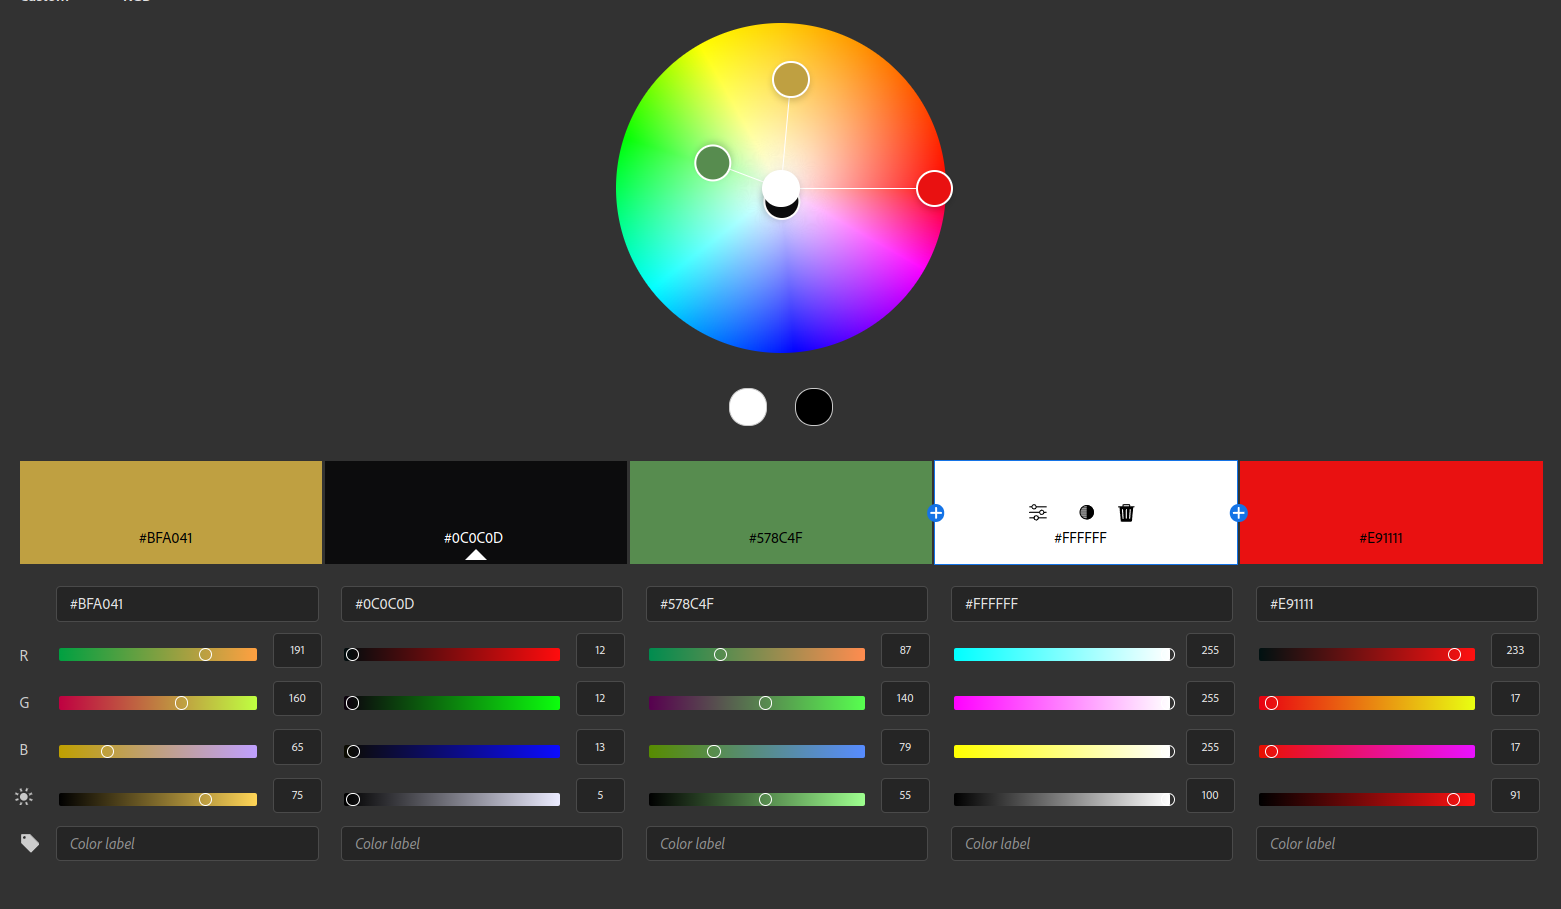 #BFA041
#0C0C0D
#578C4F
#FFFFFF
#E91111
#BFA041
#0C0C0D
#578C4F
#FFFFFF
#E91111
R
191
12
87
255
233
G
160
12
140
255
17
B
65
13
79
255
17
75
5
55
100
91
Color label
Color label
Color label
Color label
Color label